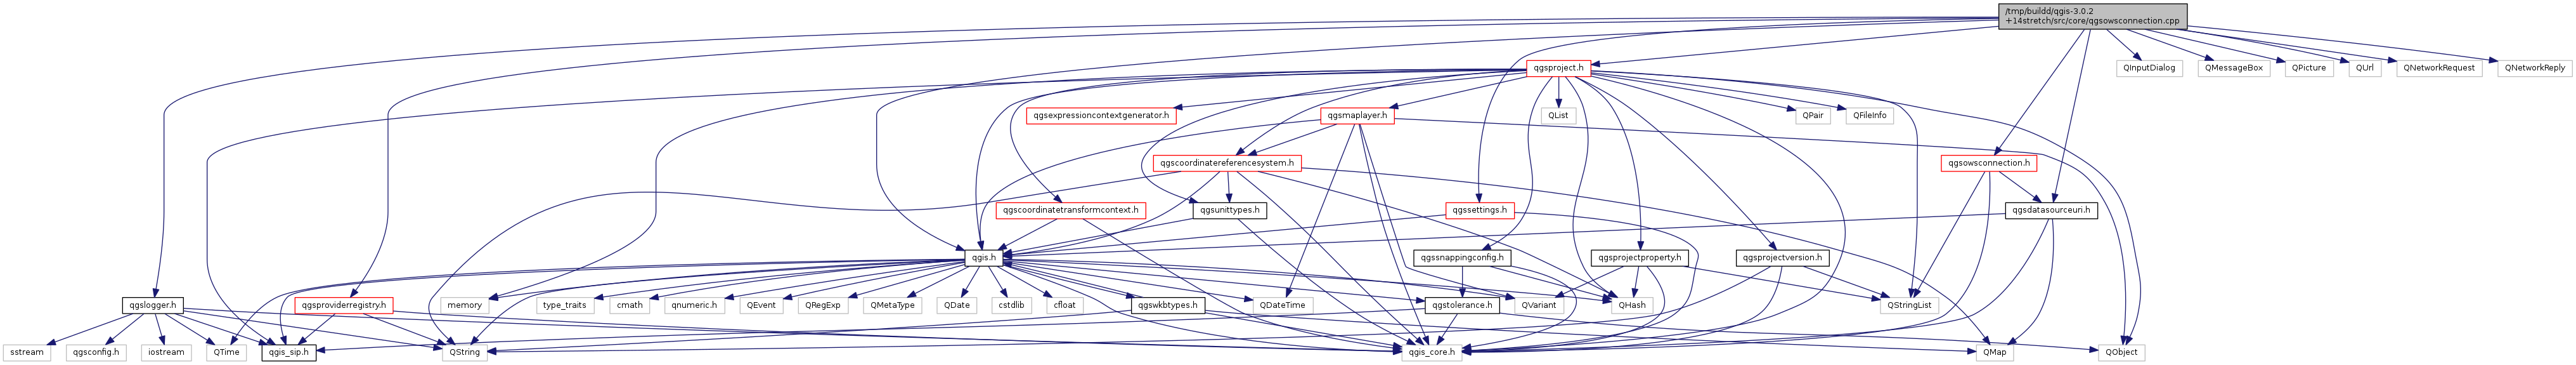 /tmp/buildd/qgis-3.0.2
+14stretch/src/core/qgsowsconnection.cpp
qgsproject.h
QInputDialog
QMessageBox
QPicture
QUrl
QNetworkRequest
QNetworkReply
qgsexpressioncontextgenerator.h
qgsmaplayer.h
QList
QPair
QFileInfo
qgscoordinatereferencesystem.h
qgsowsconnection.h
qgscoordinatetransformcontext.h
qgsunittypes.h
qgssettings.h
qgsdatasourceuri.h
qgis.h
qgssnappingconfig.h
qgsprojectproperty.h
qgsprojectversion.h
qgslogger.h
qgsproviderregistry.h
memory
type_traits
cmath
qnumeric.h
QEvent
QRegExp
QMetaType
QDate
cstdlib
cfloat
qgswkbtypes.h
QDateTime
qgstolerance.h
QVariant
QHash
QStringList
sstream
qgsconfig.h
iostream
QTime
qgis_sip.h
QString
qgis_core.h
QMap
QObject